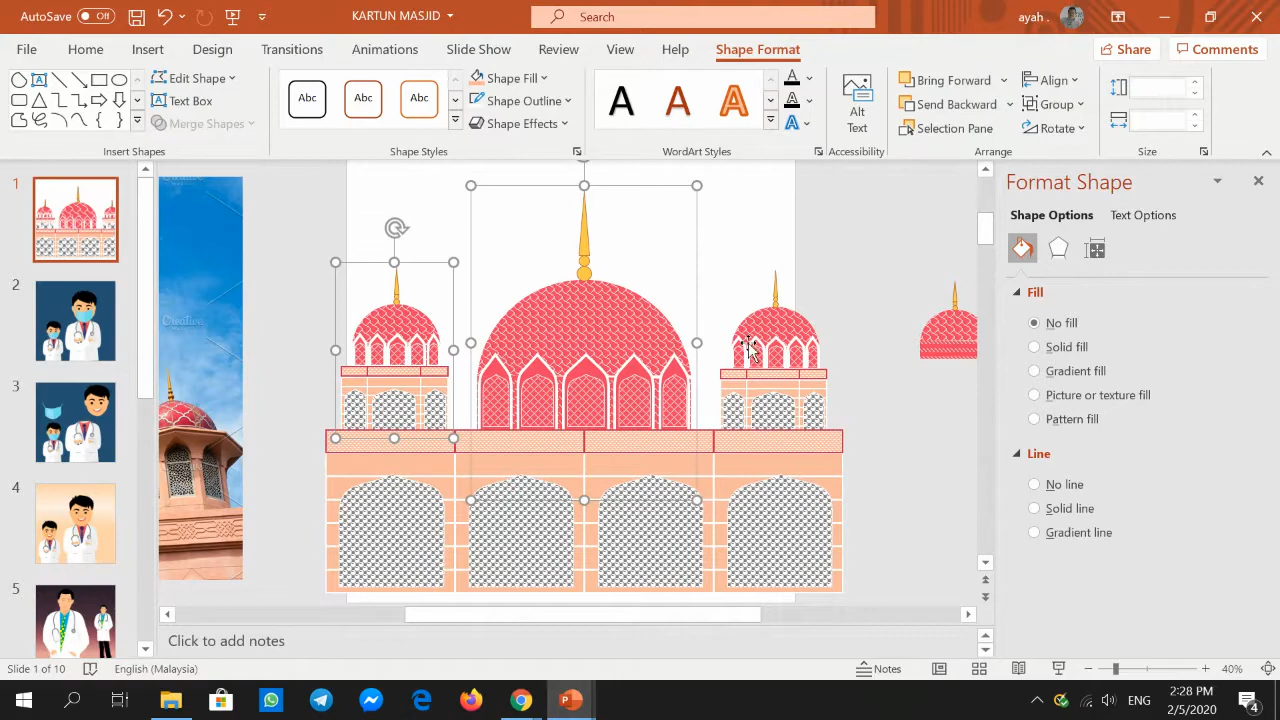 AutoSave Off
KARTUN MASJID
Search
ayah .
File Home Insert Design Transitions Animations Slide Show Review View Help Shape Format
Share Comments
Edit Shape
Text Box
Merge Shapes
Insert Shapes
Abc Abc Abc
Shape Fill
Shape Outline
Shape Effects
Shape Styles
A A A
A
A
A
WordArt Styles
Alt
Text
Accessibility
Bring Forward
Send Backward
Selection Pane
Align
Group
Rotate
Arrange
Size
1
2
3
4
5
Creative
Format Shape
Shape Options Text Options
Fill
No fill
Solid fill
Gradient fill
Picture or texture fill
Pattern fill
Line
No line
Solid line
Gradient line
Click to add notes
Slide 1 of 10
English (Malaysia)
Notes
40%
ENG
2:28 PM
2/5/2020
4